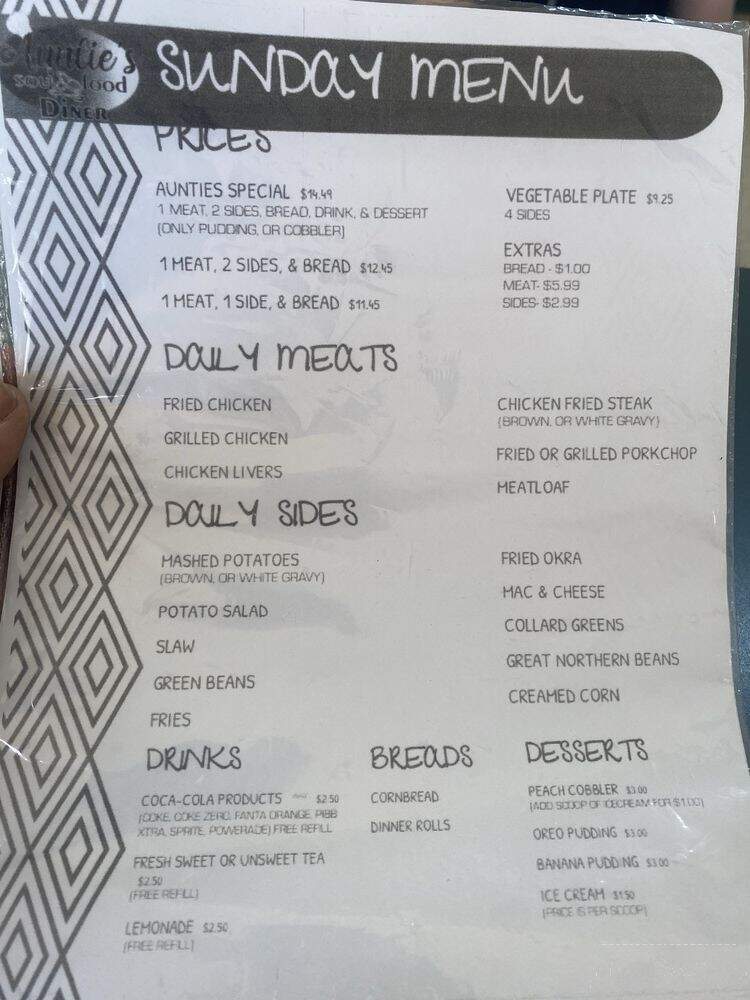 Auntie's
soul food
Diner
SUNDAY MENU
PRICES
AUNTIES SPECIAL $14.49
1 MEAT, 2 SIDES, BREAD, DRINK, & DESSERT
(ONLY PUDDING, OR COBBLER)
1 MEAT, 2 SIDES, & BREAD $12.45
1 MEAT, 1 SIDE, & BREAD $11.45
VEGETABLE PLATE $9.25
4 SIDES
EXTRAS
BREAD - $1.00
MEAT- $5.99
SIDES- $2.99
DAILY MEATS
FRIED CHICKEN
GRILLED CHICKEN
CHICKEN LIVERS
CHICKEN FRIED STEAK
(BROWN, OR WHITE GRAVY)
FRIED OR GRILLED PORKCHOP
MEATLOAF
DAILY SIDES
MASHED POTATOES
(BROWN, OR WHITE GRAVY)
POTATO SALAD
SLAW
GREEN BEANS
FRIES
FRIED OKRA
MAC & CHEESE
COLLARD GREENS
GREAT NORTHERN BEANS
CREAMED CORN
DRINKS
COCA-COLA PRODUCTS $2.50
(COKE, COKE ZERO, FANTA ORANGE, PIBB
XTRA, SPRITE, POWERADE) FREE REFILL
FRESH SWEET OR UNSWEET TEA
$2.50
(FREE REFILL)
LEMONADE $2.50
(FREE REFILL)
BREADS
CORNBREAD
DINNER ROLLS
DESSERTS
PEACH COBBLER $3.00
(ADD SCOOP OF ICECREAM FOR $1.00)
OREO PUDDING $3.00
BANANA PUDDING $3.00
ICE CREAM $1.50
(PRICE IS PER SCOOP)